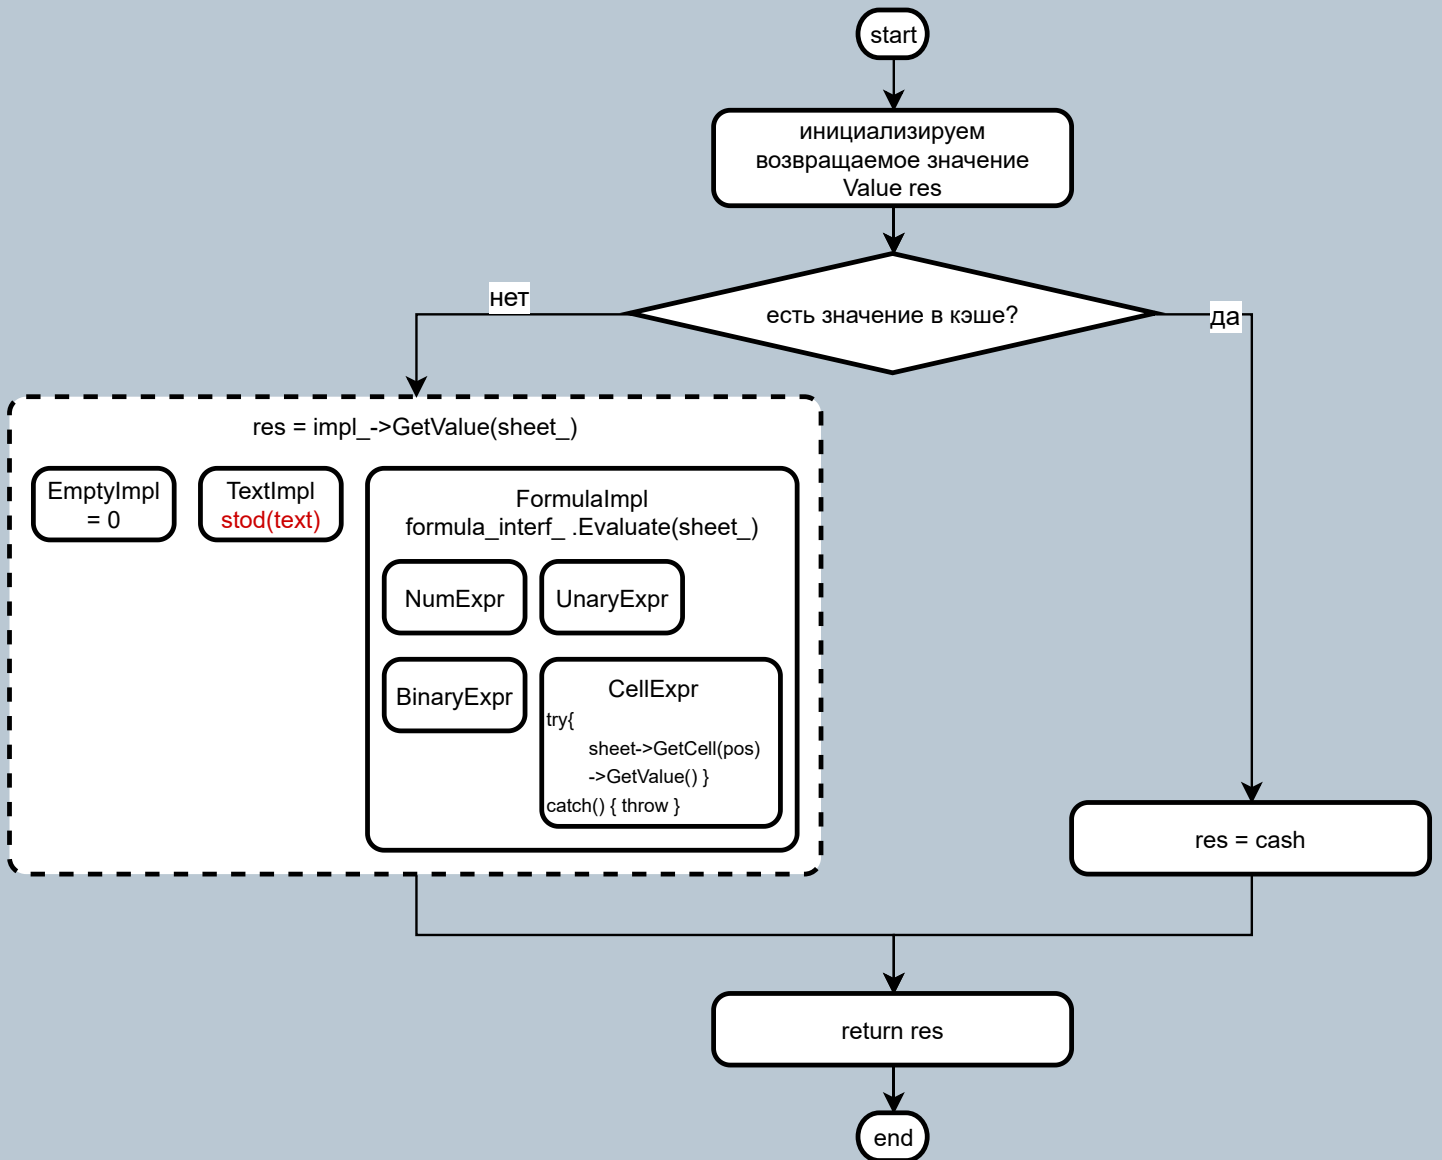 start
инициализируем
возвращаемое значение
Value res
есть значение в кэше?
нет
да
res = impl_->GetValue(sheet_)
EmptyImpl
= 0
TextImpl
stod(text)
FormulaImpl
formula_interf_ .Evaluate(sheet_)
NumExpr
UnaryExpr
BinaryExpr
CellExpr
try{
sheet->GetCell(pos)
->GetValue() }
catch() { throw }
res = cash
return res
end